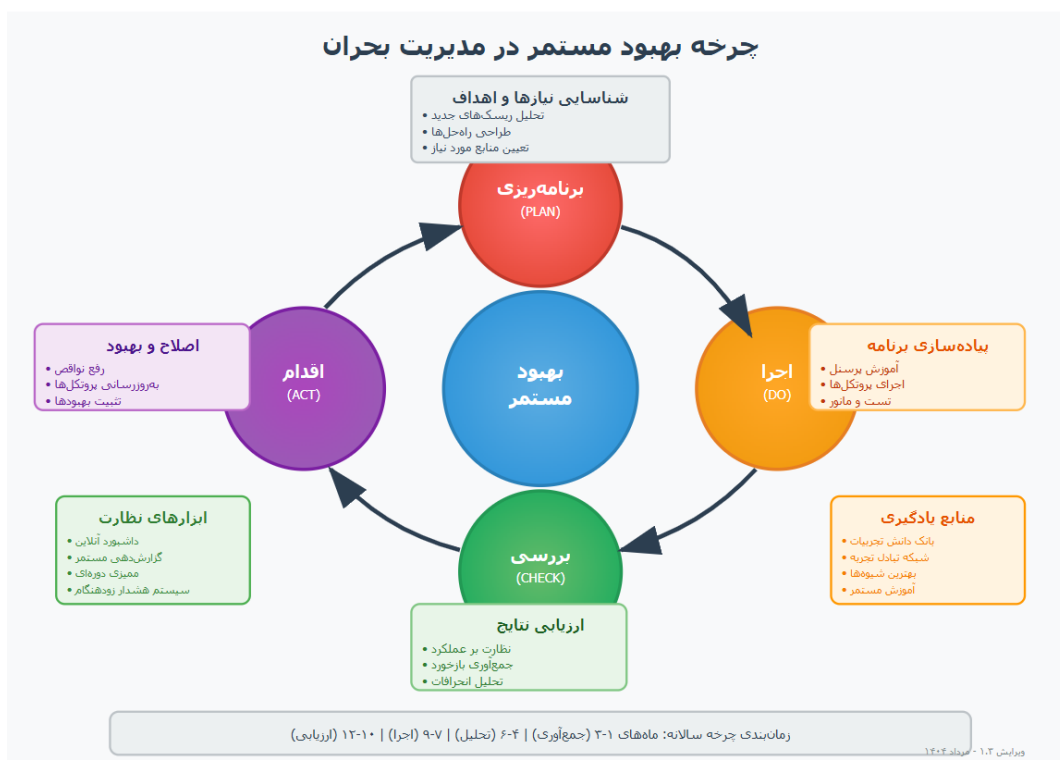 چرخه بهبود مستمر در مدیریت بحران
شناسایی نیازها و اهداف
• تحلیل ریسک‌های جدید
• طراحی راه‌حل‌ها
• تعیین منابع مورد نیاز
برنامه‌ریزی
(PLAN)
پیاده‌سازی برنامه
• آموزش پرسنل
• اجرای پروتکل‌ها
• تست و مانور
اجرا
(DO)
بهبود
مستمر
اقدام
(ACT)
اصلاح و بهبود
• رفع نواقص
• به‌روزرسانی پروتکل‌ها
• تثبیت بهبودها
منابع یادگیری
• بانک دانش تجربیات
• شبکه تبادل تجربه
• بهترین شیوه‌ها
• آموزش مستمر
بررسی
(CHECK)
ارزیابی نتایج
• نظارت بر عملکرد
• جمع‌آوری بازخورد
• تحلیل انحرافات
ابزارهای نظارت
• داشبورد آنلاین
• گزارش‌دهی مستمر
• ممیزی دوره‌ای
• سیستم هشدار زودهنگام
زمان‌بندی چرخه سالانه: ماه‌های ۱-۳ (جمع‌آوری) | ۴-۶ (تحلیل) | ۷-۹ (اجرا) | ۱۰-۱۲ (ارزیابی)
ویرایش ۱.۳ - مرداد ۱۴۰۴